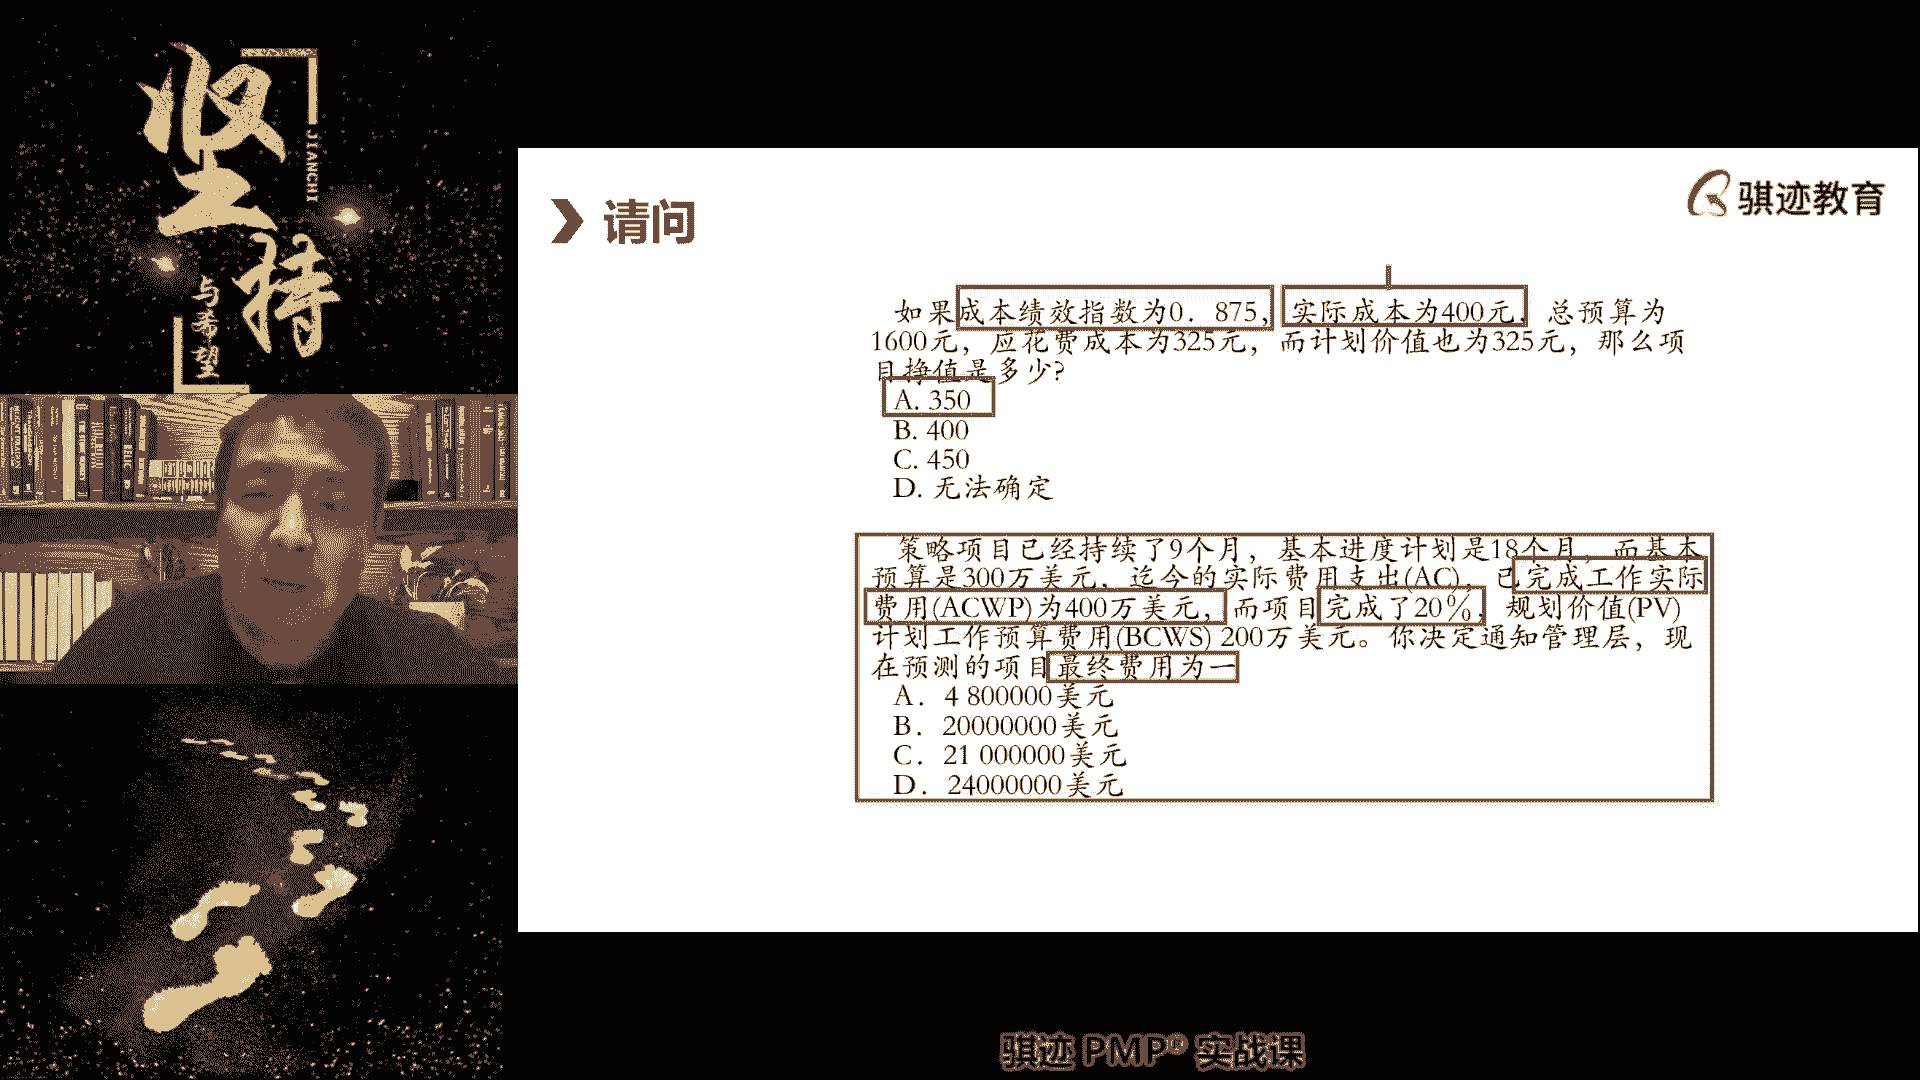 坚持
JIANCHI
与希望
请问
骐迹教育
如果成本绩效指数为0．875，实际成本为400元，总预算为
1600元，应花费成本为325元，而计划价值也为325元，那么项
目挣值是多少?
A. 350
B. 400
C. 450
D. 无法确定
策略项目已经持续了9个月，基本进度计划是18个月，而基本
预算是300万美元，迄今的实际费用支出(AC)，已完成工作实际
费用(ACWP)为400万美元，而项目完成了20%，规划价值(PV)
计划工作预算费用(BCWS) 200万美元。你决定通知管理层，现
在预测的项目最终费用为一
A．4 800000美元
B．20000000美元
C．21 000000美元
D．24000000美元
骐迹 PMP® 实战课